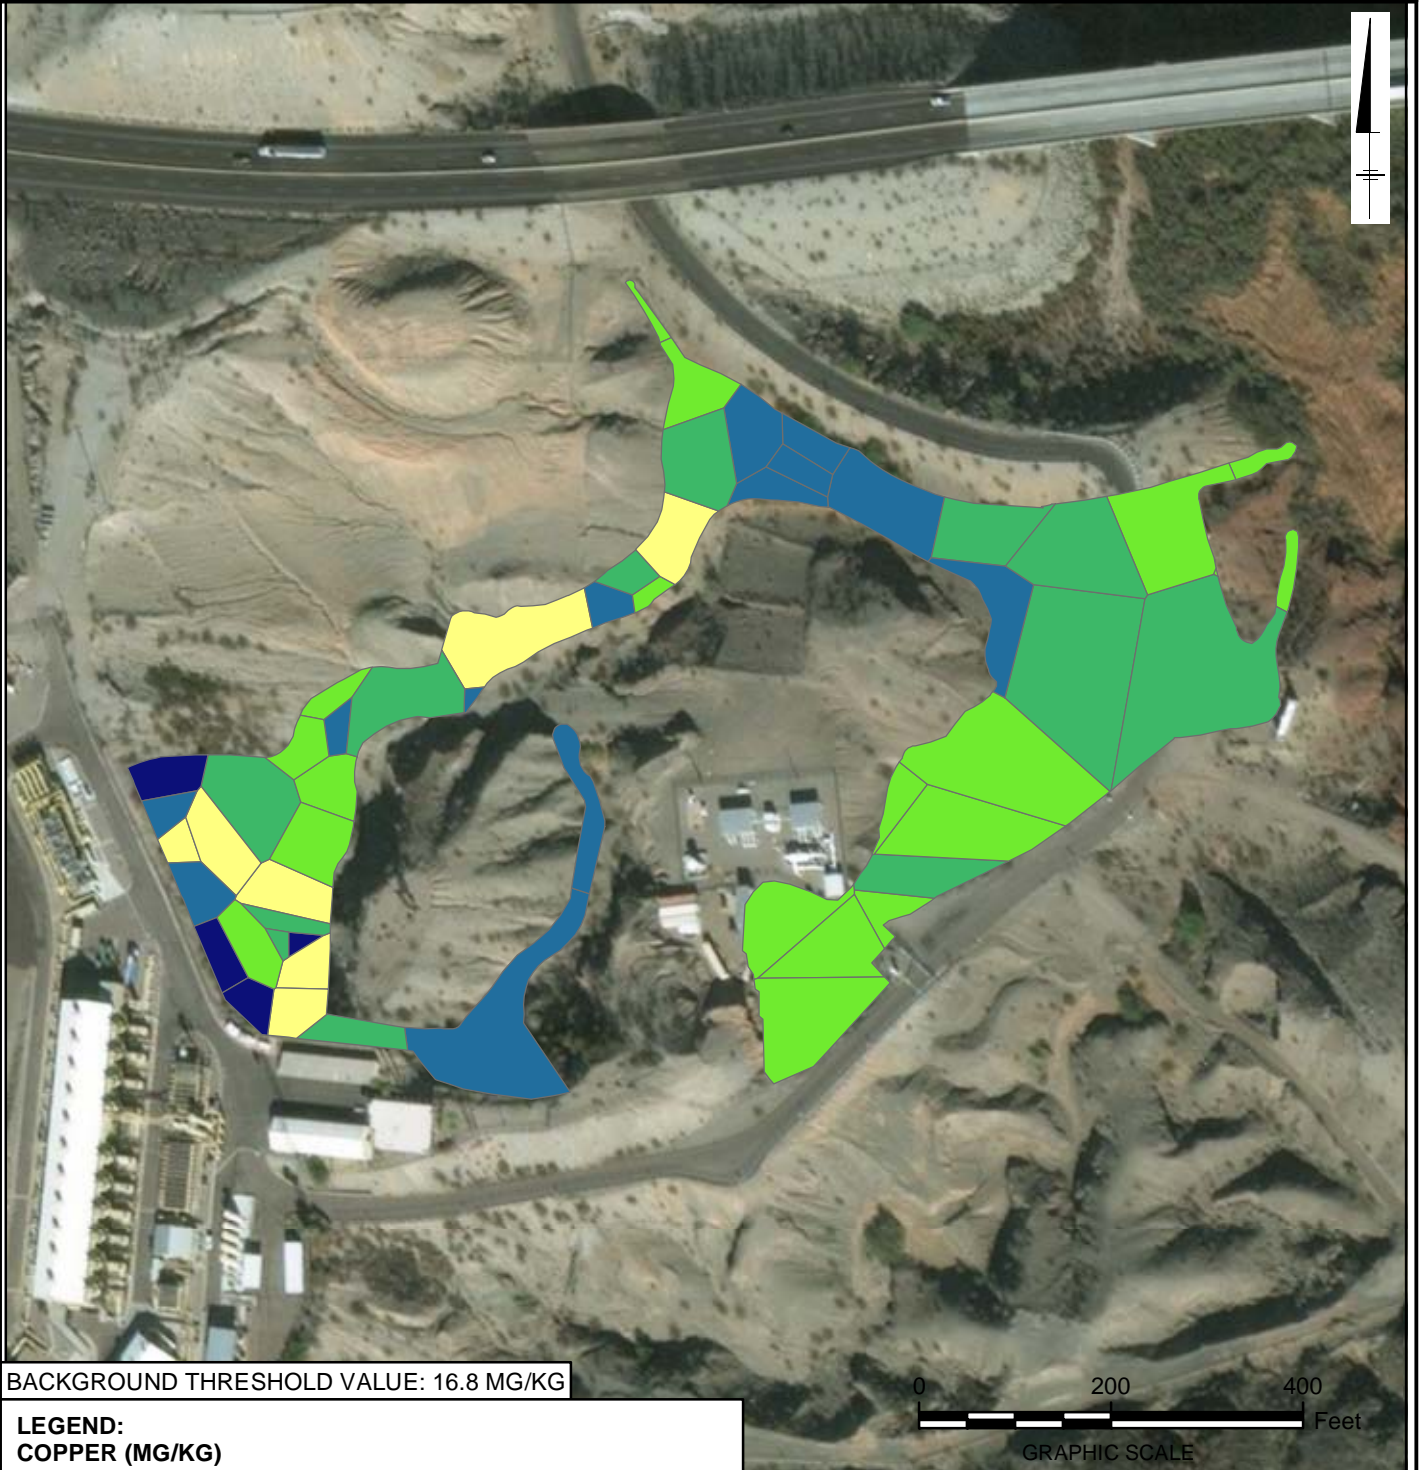 BACKGROUND THRESHOLD VALUE: 16.8 MG/KG
LEGEND:
COPPER (MG/KG)
0 200 400
Feet
GRAPHIC SCALE